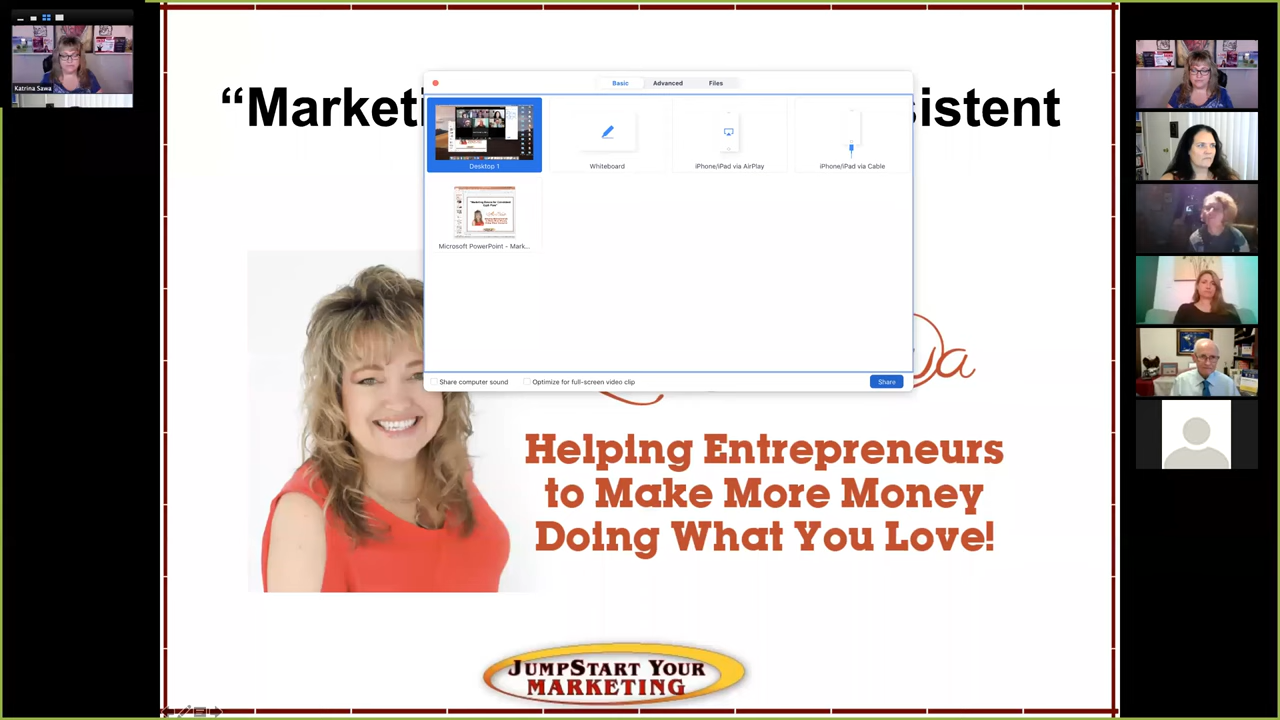 Katrina Sawa
Basic
Advanced
Files
“Marketi
sistent
Desktop 1
Whiteboard
iPhone/iPad via AirPlay
iPhone/iPad via Cable
Microsoft PowerPoint - Mark...
Share computer sound
Optimize for full-screen video clip
Share
Helping Entrepreneurs
to Make More Money
Doing What You Love!
JUMPSTART YOUR
MARKETING